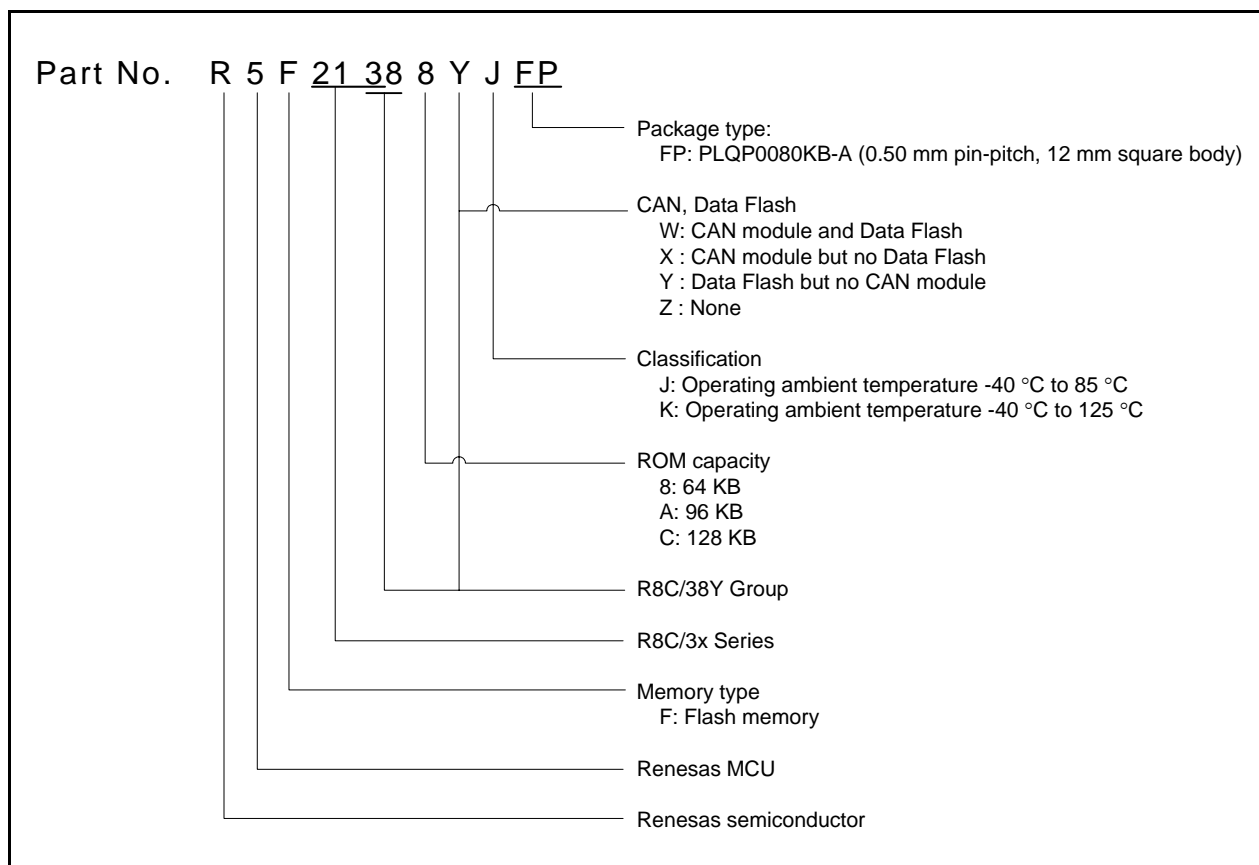 Part No. R 5 F 21 38 8 Y J FP
Package type:
FP: PLQP0080KB-A (0.50 mm pin-pitch, 12 mm square body)
CAN, Data Flash
W: CAN module and Data Flash
X : CAN module but no Data Flash
Y : Data Flash but no CAN module
Z : None
Classification
J: Operating ambient temperature -40 °C to 85 °C
K: Operating ambient temperature -40 °C to 125 °C
ROM capacity
8: 64 KB
A: 96 KB
C: 128 KB
R8C/38Y Group
R8C/3x Series
Memory type
F: Flash memory
Renesas MCU
Renesas semiconductor